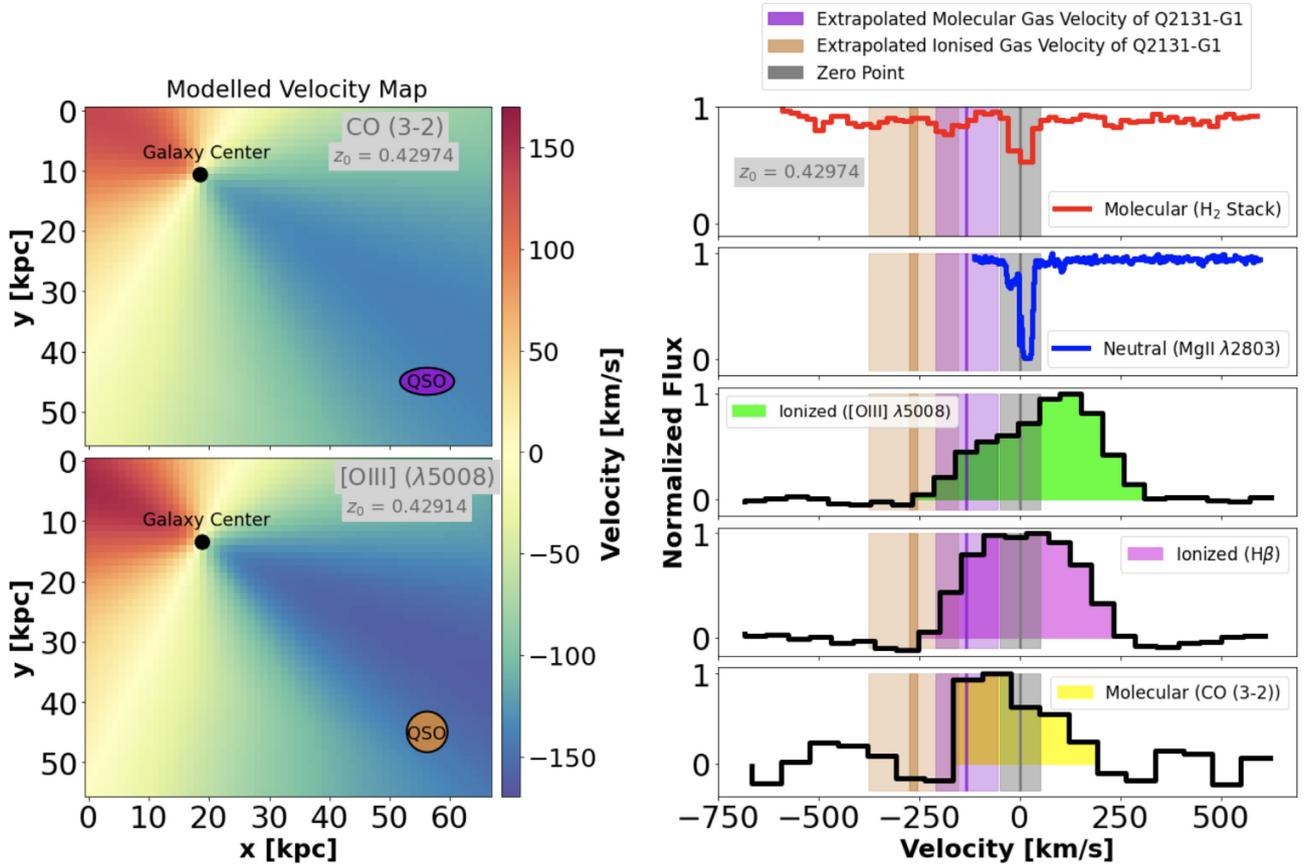 Extrapolated Molecular Gas Velocity of Q2131-G1
Extrapolated Ionised Gas Velocity of Q2131-G1
Zero Point
Modelled Velocity Map
CO (3-2)
z₀ = 0.42974
Galaxy Center
QSO
0
10
20
30
40
50
y [kpc]
[OIII] (λ5008)
z₀ = 0.42914
Galaxy Center
QSO
0
10
20
30
40
50
y [kpc]
0 10 20 30 40 50 60
x [kpc]
150
100
50
0
−50
−100
−150
Velocity [km/s]
Normalized Flux
1
0
z₀ = 0.42974
Molecular (H₂ Stack)
1
0
Neutral (MgII λ2803)
1
0
Ionized ([OIII] λ5008)
1
0
Ionized (Hβ)
1
0
Molecular (CO (3-2))
−750 −500 −250 0 250 500
Velocity [km/s]